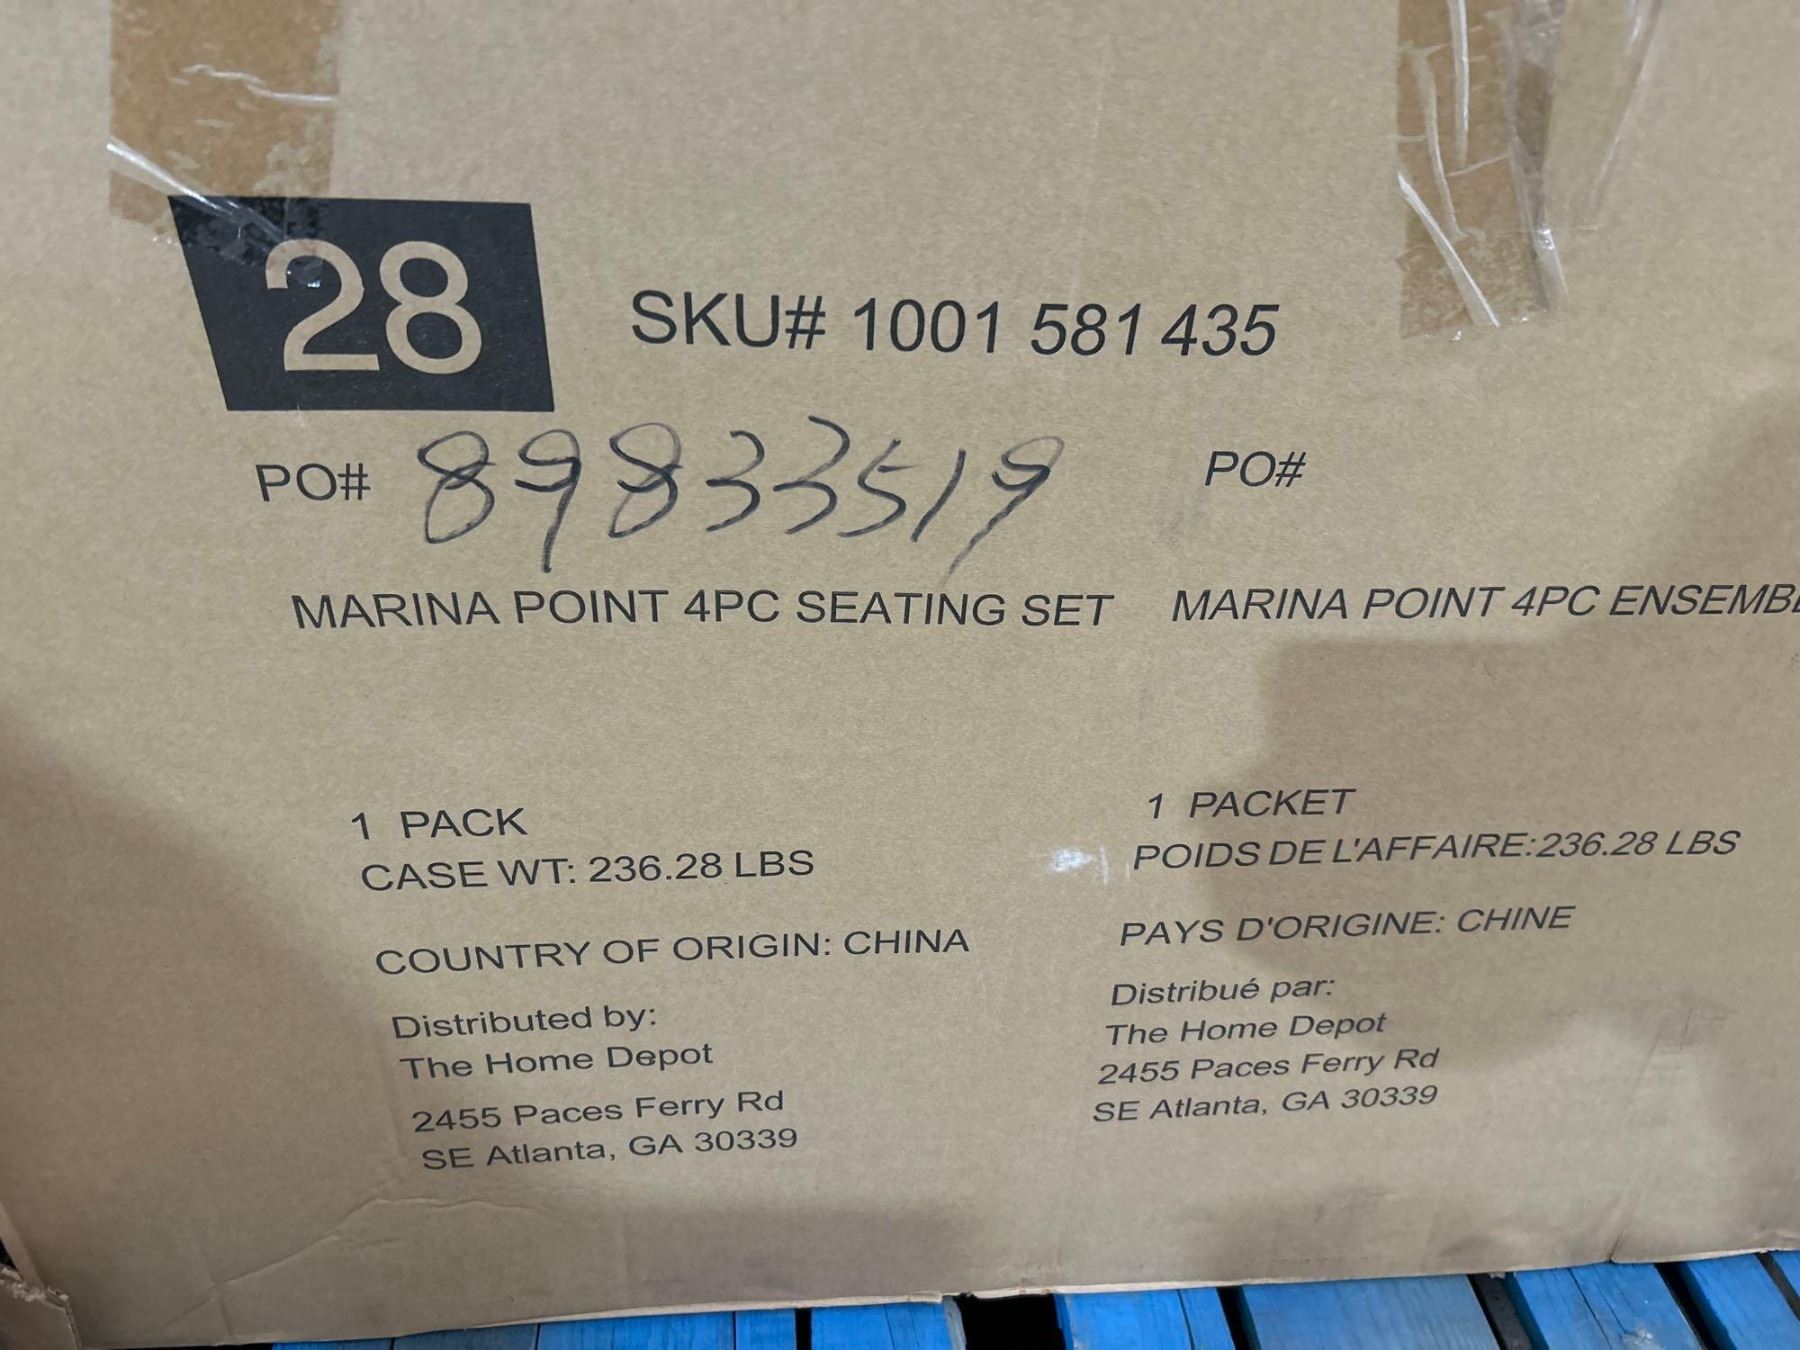 28
SKU# 1001 581 435
PO# 89833519
PO#
MARINA POINT 4PC SEATING SET
MARINA POINT 4PC
1 PACK
CASE WT: 236.28 LBS
COUNTRY OF ORIGIN: CHINA
Distributed by:
The Home Depot
2455 Paces Ferry Rd
SE Atlanta, GA 30339
1 PACKET
POIDS DE L'AFFAIRE:236.28 LBS
PAYS D'ORIGINE: CHINE
Distribué par:
The Home Depot
2455 Paces Ferry Rd
SE Atlanta, GA 30339